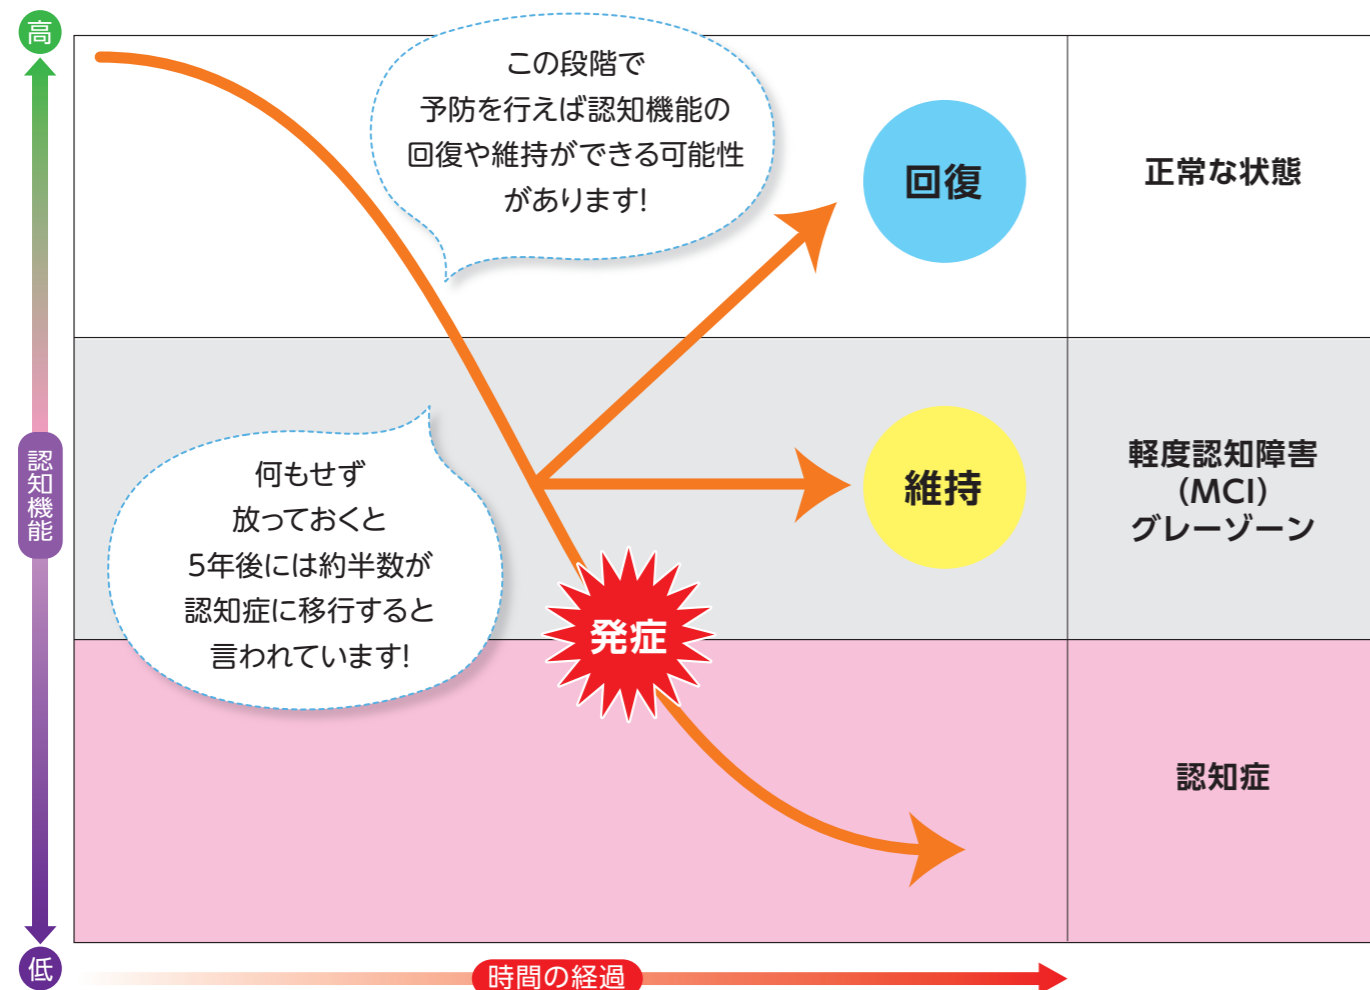 高
この段階で
予防を行えば認知機能の
回復や維持ができる可能性
があります!
回復
正常な状態
認知機能
何もせず
放っておくと
5年後には約半数が
認知症に移行すると
言われています!
維持
軽度認知障害
(MCI)
グレーゾーン
発症
認知症
低
時間の経過